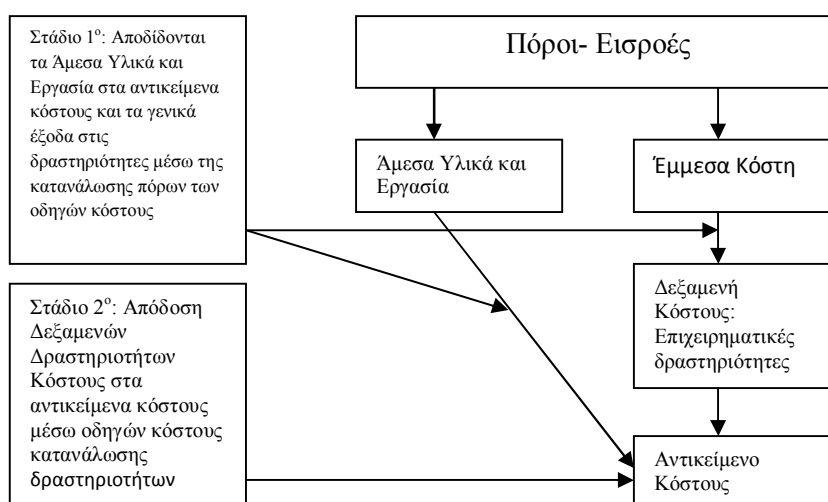 Στάδιο 1ο: Αποδίδονται
τα Άμεσα Υλικά και
Εργασία στα αντικείμενα
κόστους και τα γενικά
έξοδα στις
δραστηριότητες μέσω της
κατανάλωσης πόρων των
οδηγών κόστους
Πόροι- Εισροές
Άμεσα Υλικά και
Εργασία
Έμμεσα Κόστη
Στάδιο 2ο: Απόδοση
Δεξαμενών
Δραστηριοτήτων
Κόστους στα
αντικείμενα κόστους
μέσω οδηγών κόστους
κατανάλωσης
δραστηριοτήτων
Δεξαμενή
Κόστους:
Επιχειρηματικές
δραστηριότητες
Αντικείμενο
Κόστους